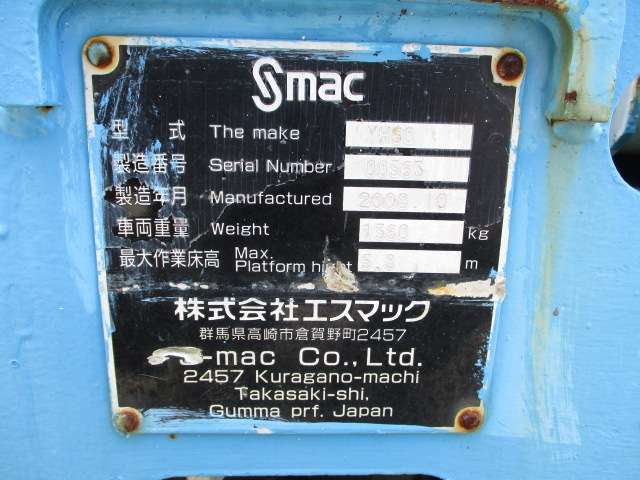 Smac
型式 The make
製造番号 Serial Number 00563
製造年月 Manufactured 2006.10
車両重量 Weight 1360 kg
最大作業床高 Max. Platform m
株式会社エスマック
群馬県高崎市倉賀野町2457
-mac Co., Ltd.
2457 Kuragano-machi
Takasaki-shi,
Gumma prf. Japan